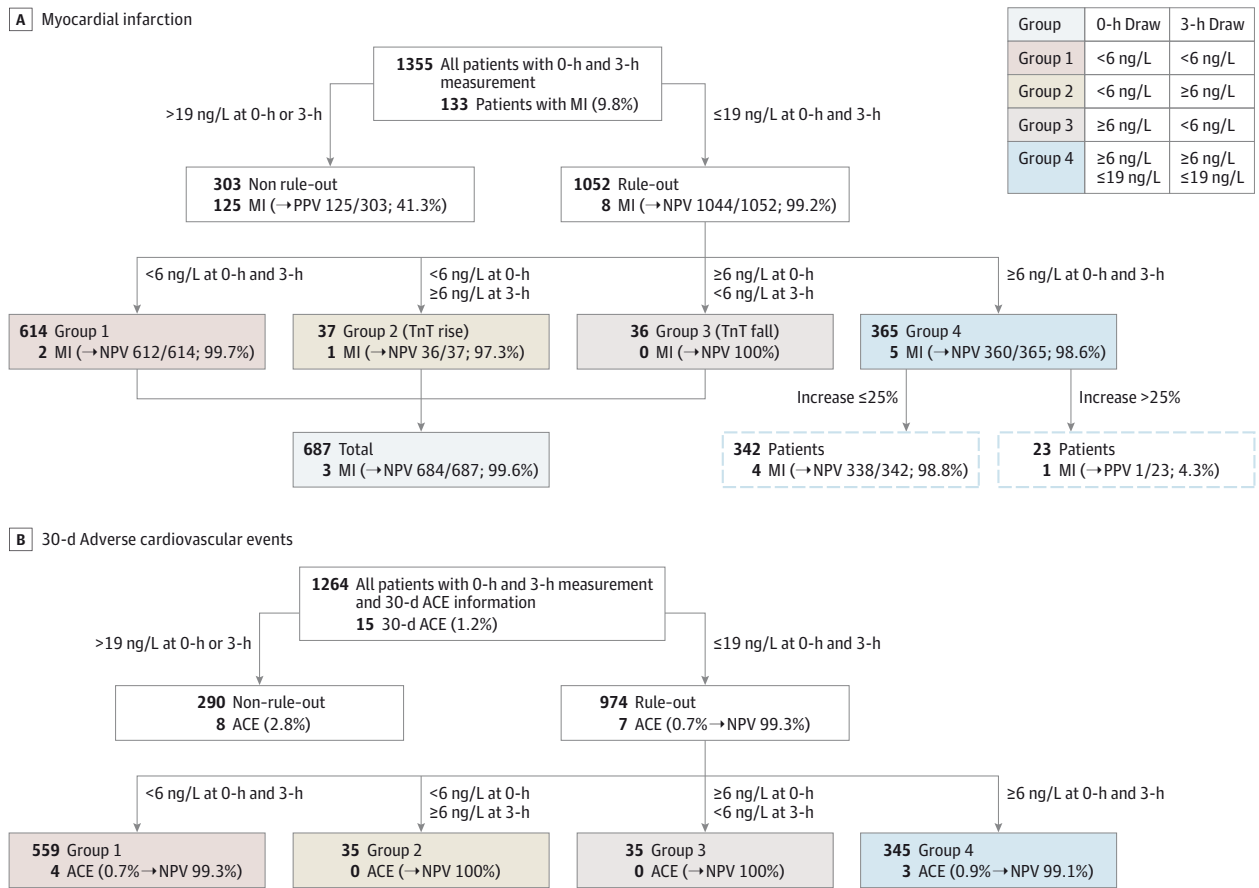 A Myocardial infarction
Group 0-h Draw 3-h Draw
Group 1 <6 ng/L <6 ng/L
Group 2 <6 ng/L ≥6 ng/L
Group 3 ≥6 ng/L <6 ng/L
Group 4 ≥6 ng/L ≥6 ng/L
≤19 ng/L ≤19 ng/L
1355 All patients with 0-h and 3-h
measurement
133 Patients with MI (9.8%)
>19 ng/L at 0-h or 3-h
≤19 ng/L at 0-h and 3-h
303 Non rule-out
125 MI (→PPV 125/303; 41.3%)
1052 Rule-out
8 MI (→NPV 1044/1052; 99.2%)
<6 ng/L at 0-h and 3-h
<6 ng/L at 0-h
≥6 ng/L at 3-h
≥6 ng/L at 0-h
<6 ng/L at 3-h
≥6 ng/L at 0-h and 3-h
614 Group 1
2 MI (→NPV 612/614; 99.7%)
37 Group 2 (TnT rise)
1 MI (→NPV 36/37; 97.3%)
36 Group 3 (TnT fall)
0 MI (→NPV 100%)
365 Group 4
5 MI (→NPV 360/365; 98.6%)
Increase ≤25%
Increase >25%
687 Total
3 MI (→NPV 684/687; 99.6%)
342 Patients
4 MI (→NPV 338/342; 98.8%)
23 Patients
1 MI (→PPV 1/23; 4.3%)
B 30-d Adverse cardiovascular events
1264 All patients with 0-h and 3-h measurement
and 30-d ACE information
15 30-d ACE (1.2%)
>19 ng/L at 0-h or 3-h
≤19 ng/L at 0-h and 3-h
290 Non-rule-out
8 ACE (2.8%)
974 Rule-out
7 ACE (0.7%→NPV 99.3%)
<6 ng/L at 0-h and 3-h
<6 ng/L at 0-h
≥6 ng/L at 3-h
≥6 ng/L at 0-h
<6 ng/L at 3-h
≥6 ng/L at 0-h and 3-h
559 Group 1
4 ACE (0.7%→NPV 99.3%)
35 Group 2
0 ACE (→NPV 100%)
35 Group 3
0 ACE (→NPV 100%)
345 Group 4
3 ACE (0.9%→NPV 99.1%)